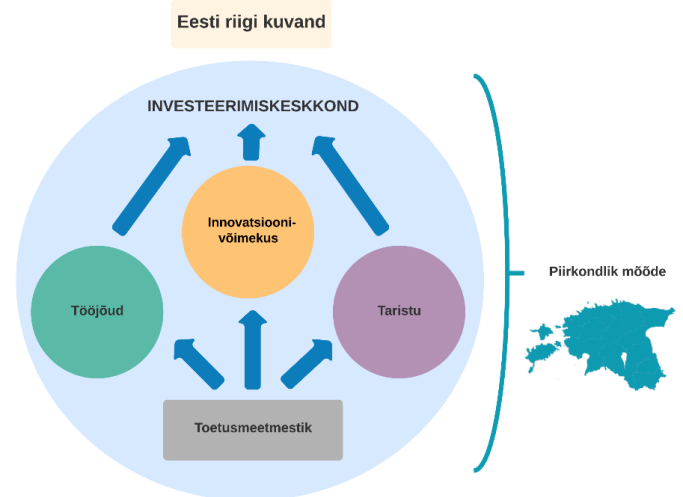 Eesti riigi kuvand
INVESTEERIMISKESKKOND
Innovatsiooni-
võimekus
Tööjõud
Taristu
Toetusmeetmestik
Piirkondlik mõõde